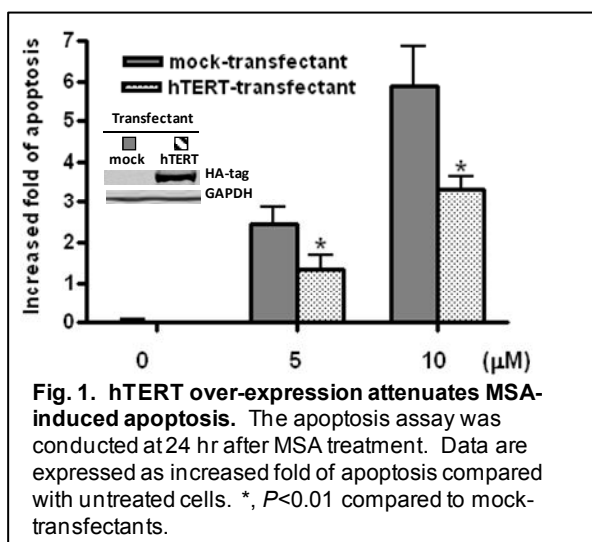 Increased fold of apoptosis
7
6
5
4
3
2
1
0
mock-transfectant
hTERT-transfectant
Transfectant
mock hTERT
HA-tag
GAPDH
*
*
0 5 10 (μM)
Fig. 1. hTERT over-expression attenuates MSA-
induced apoptosis. The apoptosis assay was
conducted at 24 hr after MSA treatment. Data are
expressed as increased fold of apoptosis compared
with untreated cells. *, P<0.01 compared to mock-
transfectants.